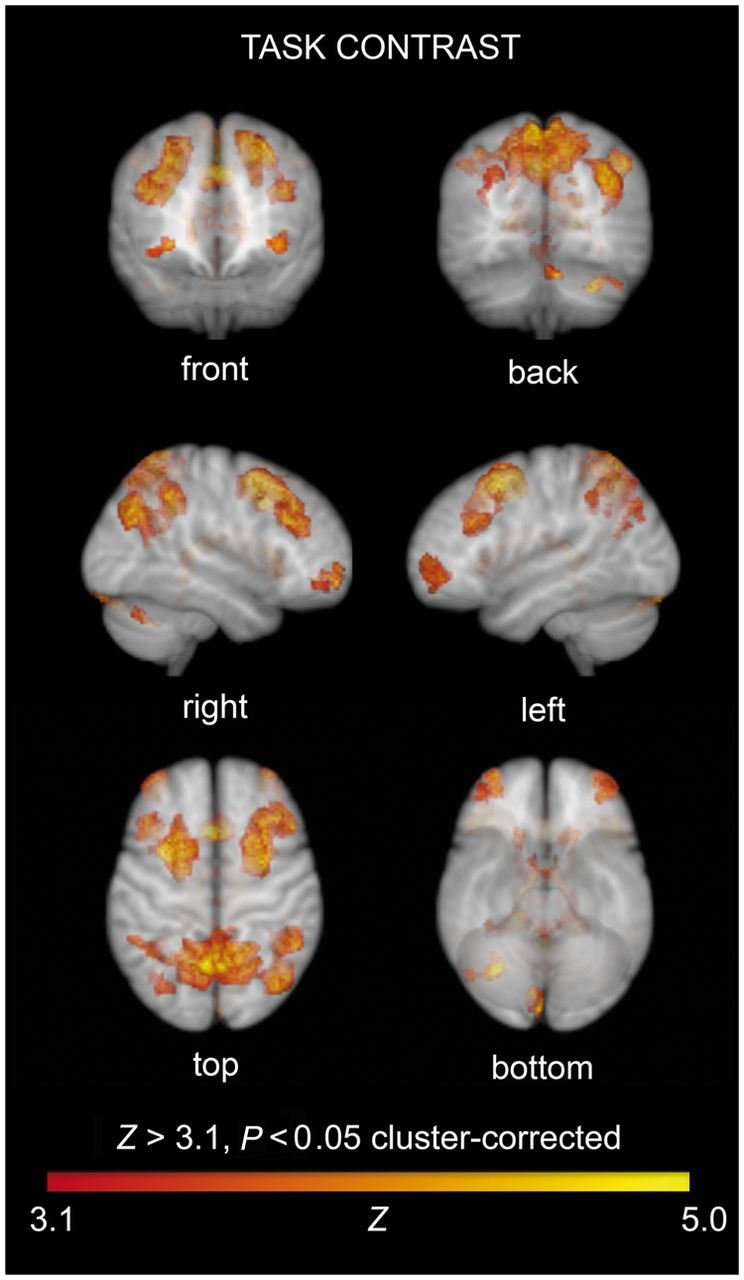 TASK CONTRAST
front back
right left
top bottom
Z > 3.1, P < 0.05 cluster-corrected
3.1 Z 5.0